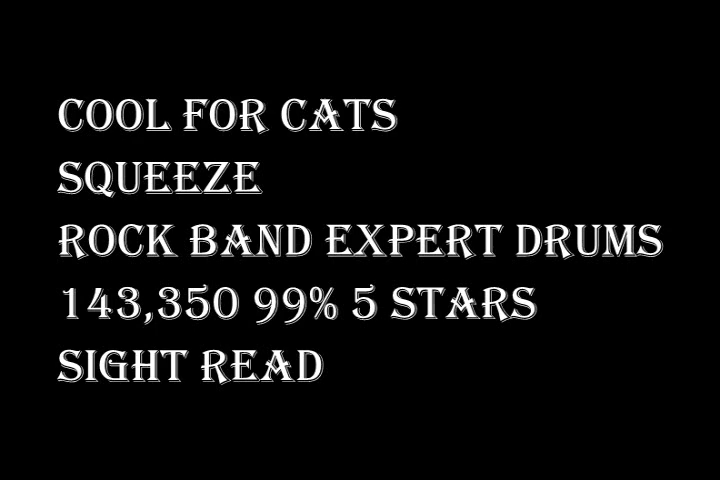 COOL FOR CATS
SQUEEZE
ROCK BAND EXPERT DRUMS
143,350 99% 5 STARS
SIGHT READ